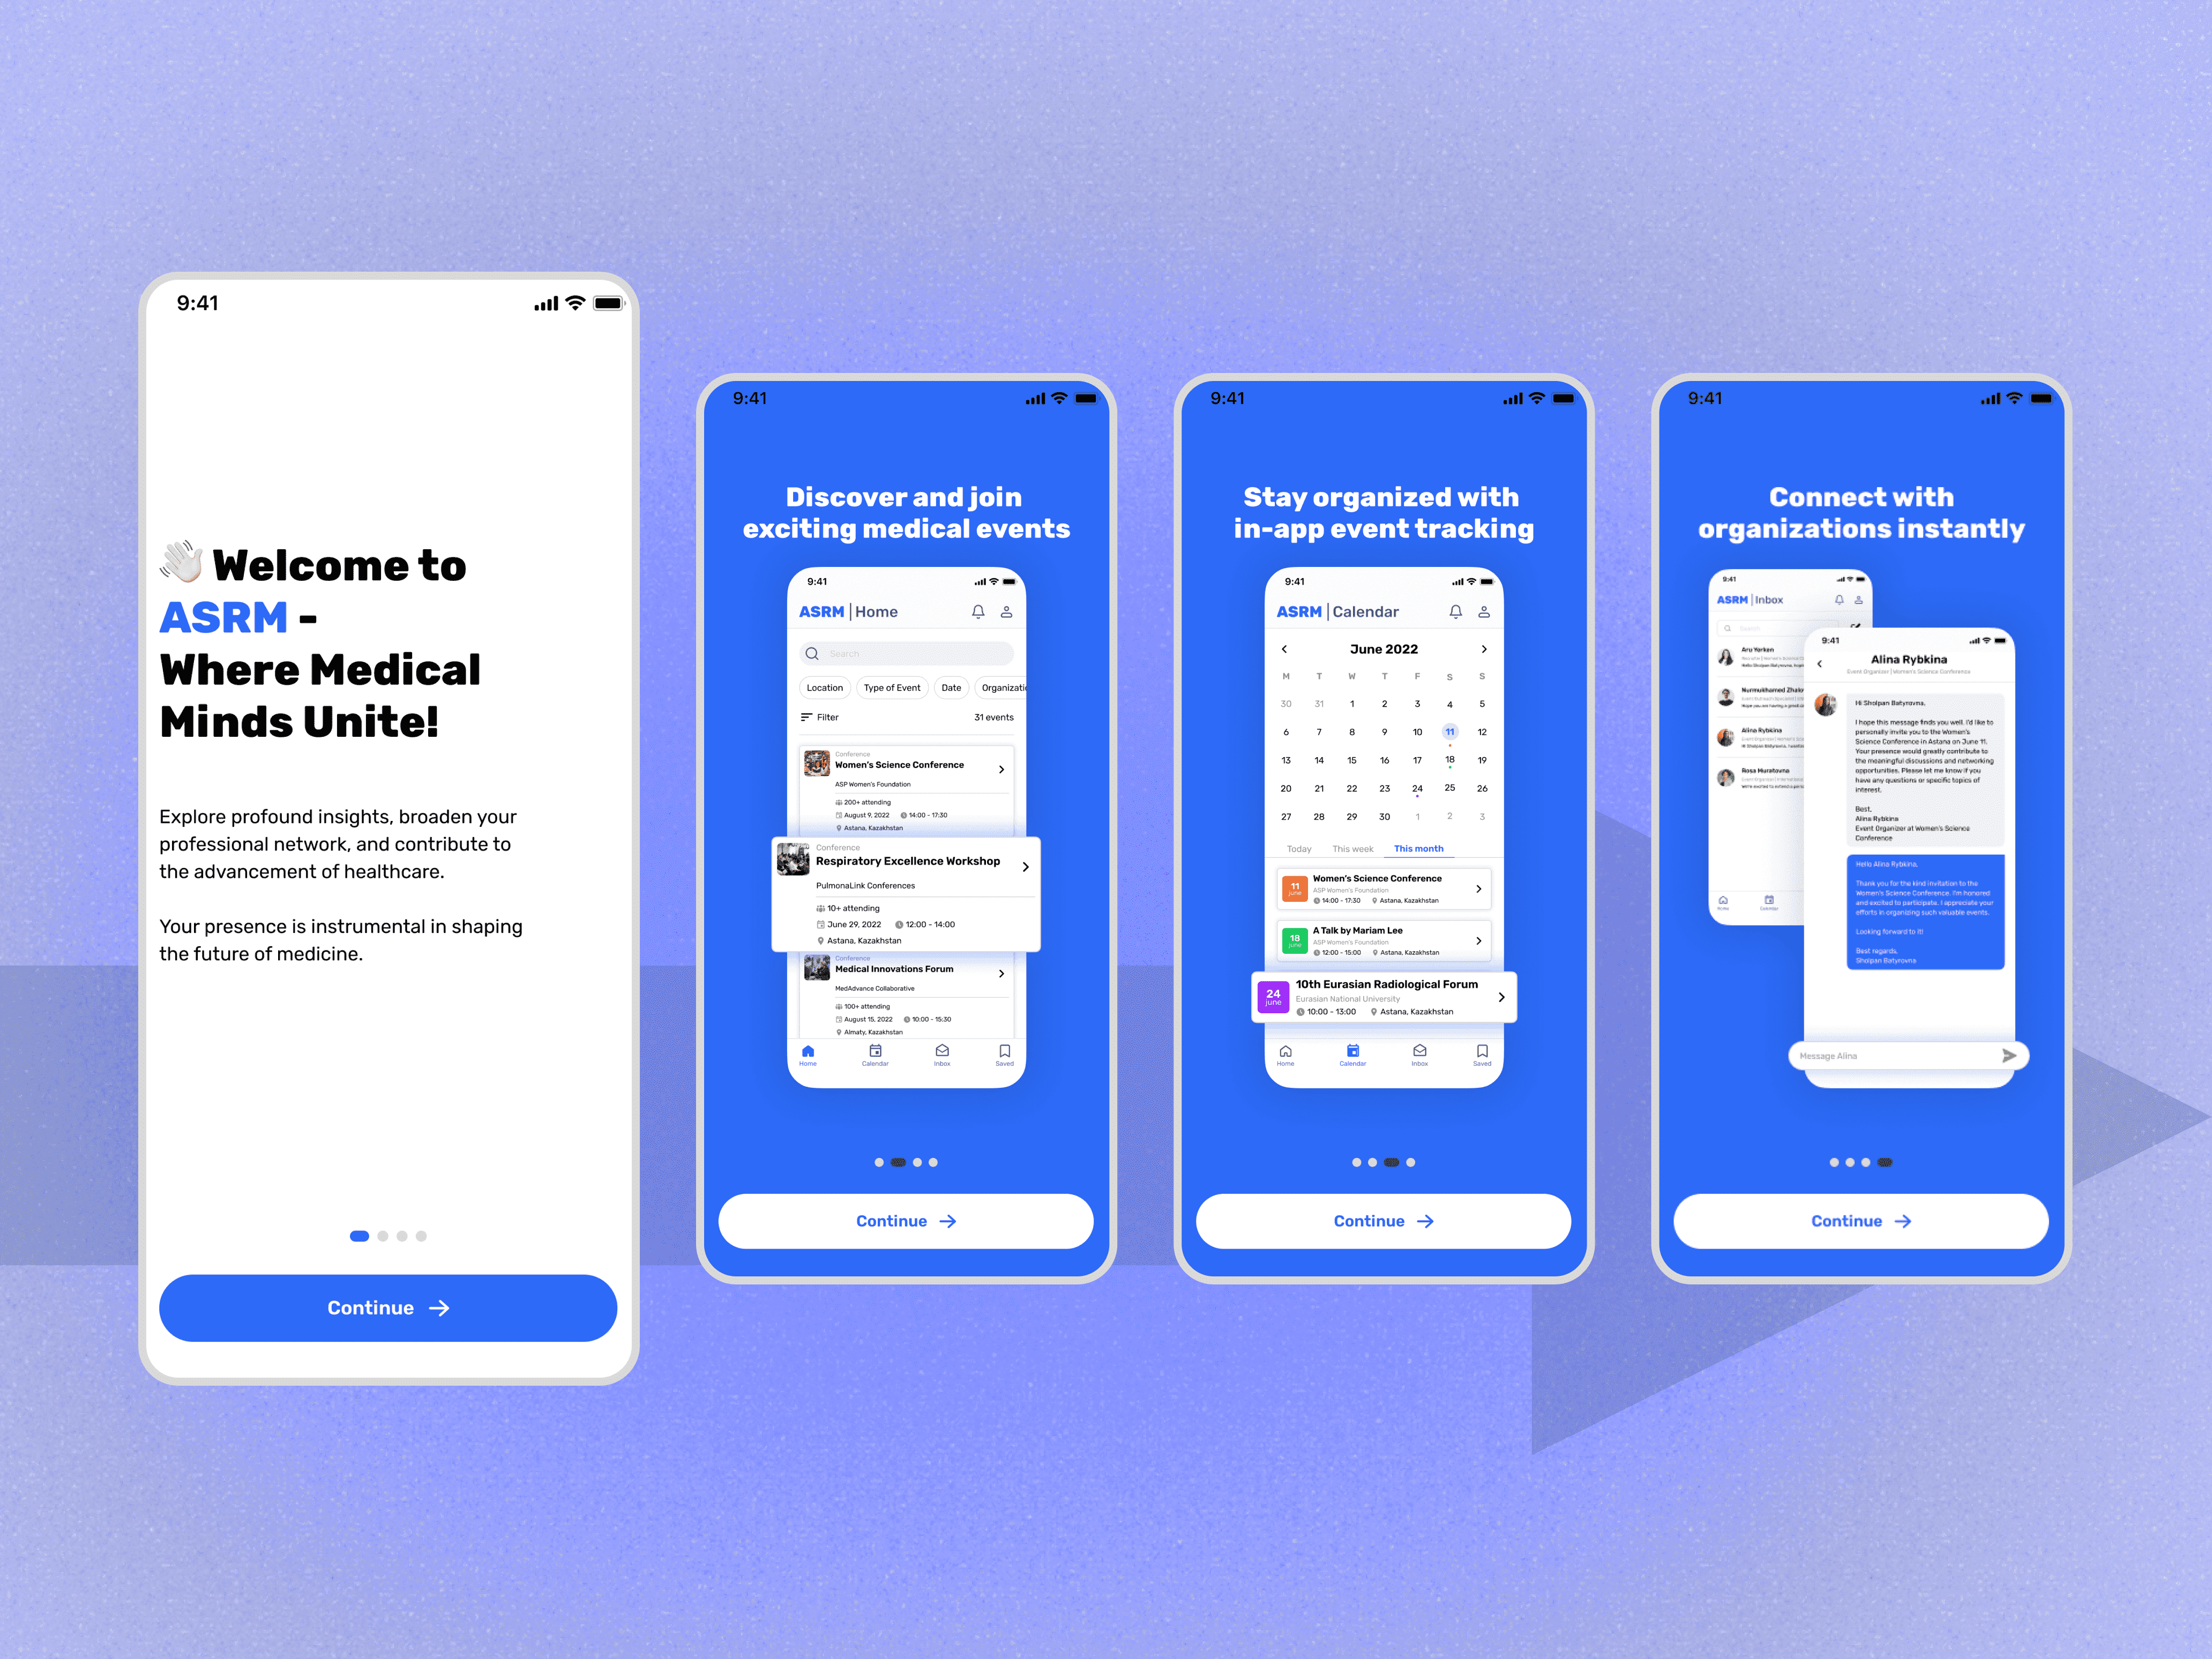 9:41
👋🏻 Welcome to
ASRM -
Where Medical
Minds Unite!
Explore profound insights, broaden your
professional network, and contribute to
the advancement of healthcare.
Your presence is instrumental in shaping
the future of medicine.
Continue →
9:41
Discover and join
exciting medical events
9:41
ASRM | Home
Search
Location Type of Event Date Organizatio
Filter 31 events
Conference
Women's Science Conference
ASP Women's Foundation
200+ attending
August 9, 2022 14:00 - 17:30
Astana, Kazakhstan
Conference
Respiratory Excellence Workshop
PulmonaLink Conferences
10+ attending
June 29, 2022 12:00 - 14:00
Astana, Kazakhstan
Conference
Medical Innovations Forum
MedAdvance Collaborative
100+ attending
August 15, 2022 10:00 - 15:30
Almaty, Kazakhstan
Home Calendar Inbox Saved
Continue →
9:41
Stay organized with
in-app event tracking
9:41
ASRM | Calendar
June 2022
M T W T F S S
30 31 1 2 3 4 5
6 7 8 9 10 11 12
13 14 15 16 17 18 19
20 21 22 23 24 25 26
27 28 29 30 1 2 3
Today This week This month
11 june
Women's Science Conference
ASP Women's Foundation
14:00 - 17:30 Astana, Kazakhstan
18 june
A Talk by Mariam Lee
ASP Women's Foundation
12:00 - 15:00 Astana, Kazakhstan
24 june
10th Eurasian Radiological Forum
Eurasian National University
10:00 - 13:00 Astana, Kazakhstan
Home Calendar Inbox Saved
Continue →
9:41
Connect with
organizations instantly
9:41
ASRM | Inbox
Search
Aru Yerken
Nurmukhamed Zhalo
Alina Rybkina
Rosa Muratovna
Home Calendar
9:41
Alina Rybkina
Event Organizer | Women's Science Conference
Hi Sholpan Batyrovna,
I hope this message finds you well. I'd like to
personally invite you to the Women's
Science Conference in Astana on June 11.
Your presence would greatly contribute to
the meaningful discussions and networking
opportunities. Please let me know if you
have any questions or specific topics of
interest.
Best,
Alina Rybkina
Event Organizer at Women's Science
Conference
Hello Alina Rybkina,
Thank you for the kind invitation to the
Women's Science Conference. I'm honored
and excited to participate. I appreciate your
efforts in organizing such valuable events.
Looking forward to it!
Best regards,
Sholpan Batyrovna
Message Alina
Continue →